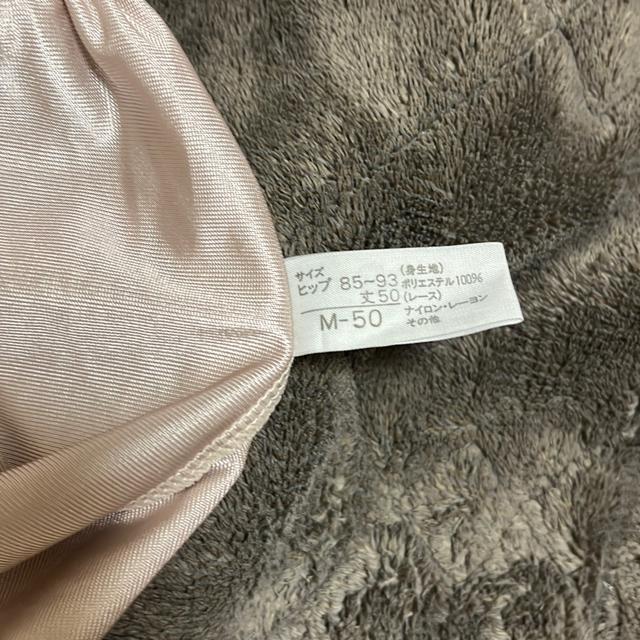 サイズ
ヒップ 85~93
丈50
M-50
(身生地)
ポリエステル100%
(レース)
ナイロン・レーヨン
その他